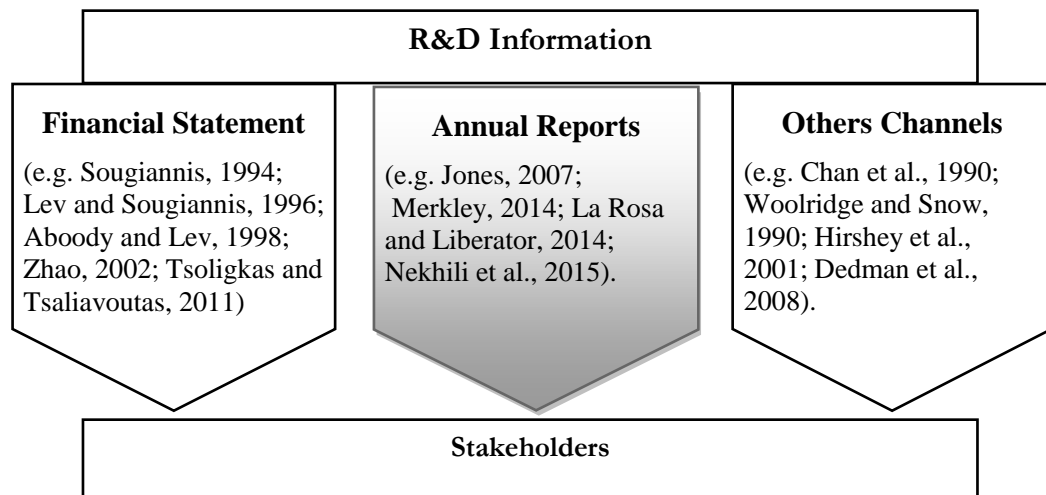 R&D Information
Financial Statement
(e.g. Sougiannis, 1994;
Lev and Sougiannis, 1996;
Aboody and Lev, 1998;
Zhao, 2002; Tsoligkas and
Tsaliavoutas, 2011)
Annual Reports
(e.g. Jones, 2007;
Merkley, 2014; La Rosa
and Liberator, 2014;
Nekhili et al., 2015).
Others Channels
(e.g. Chan et al., 1990;
Woolridge and Snow,
1990; Hirshey et al.,
2001; Dedman et al.,
2008).
Stakeholders